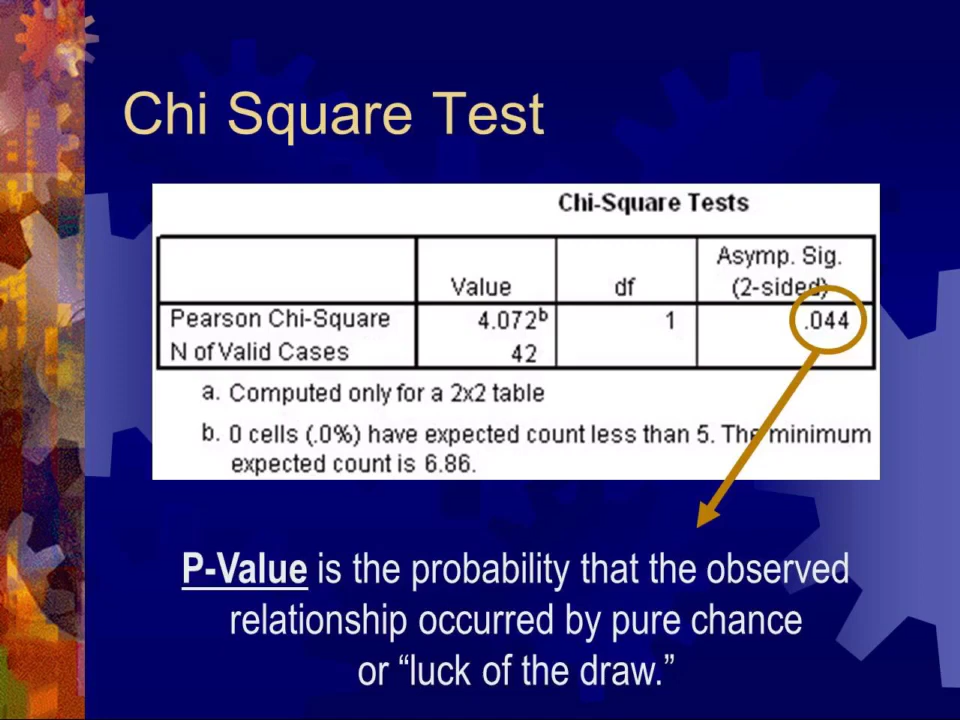 Chi Square Test
Chi-Square Tests
Value df Asymp. Sig. (2-sided)
Pearson Chi-Square 4.072b 1 .044
N of Valid Cases 42
a. Computed only for a 2x2 table
b. 0 cells (.0%) have expected count less than 5. The minimum
expected count is 6.86.
P-Value is the probability that the observed
relationship occurred by pure chance
or “luck of the draw.”